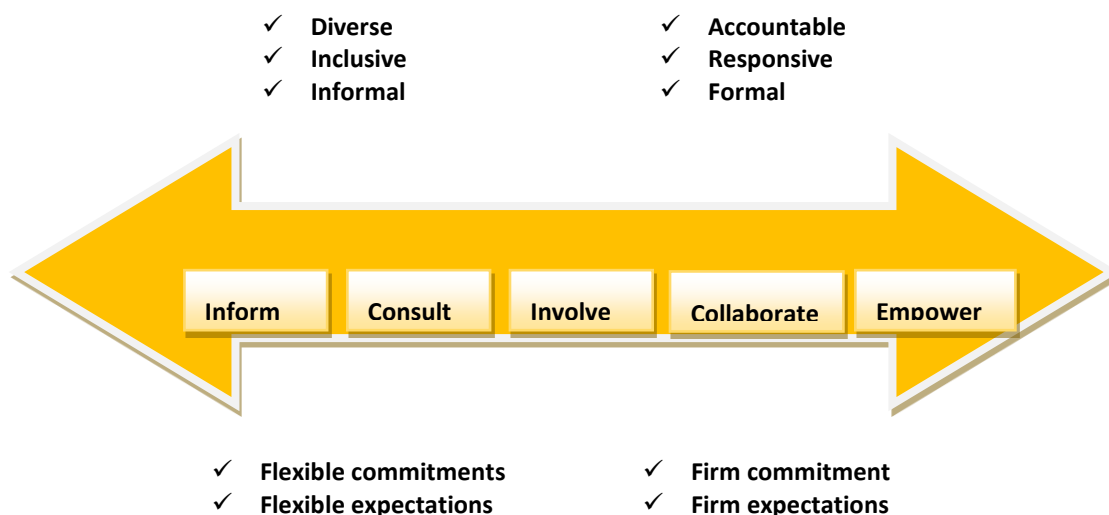 ✓ Diverse
✓ Inclusive
✓ Informal
✓ Accountable
✓ Responsive
✓ Formal
Inform
Consult
Involve
Collaborate
Empower
✓ Flexible commitments
✓ Flexible expectations
✓ Firm commitment
✓ Firm expectations